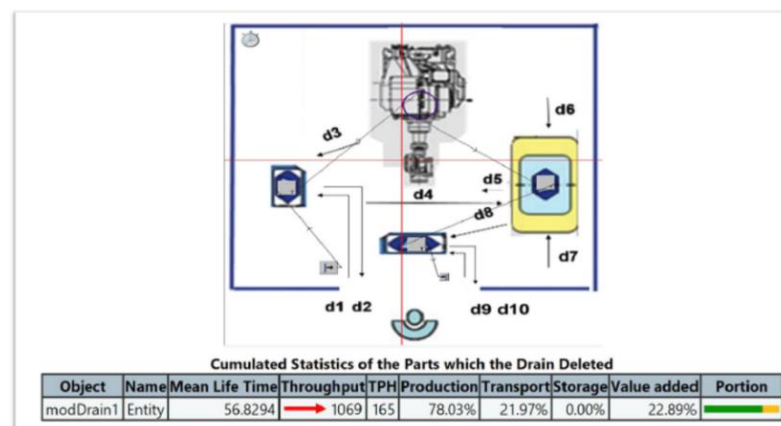 d6
d3
d5
d4
d8
d7
d1 d2
d9 d10
Cumulated Statistics of the Parts which the Drain Deleted
Object Name Mean Life Time Throughput TPH Production Transport Storage Value added Portion
modDrain1 Entity 56.8294 1069 165 78.03% 21.97% 0.00% 22.89%